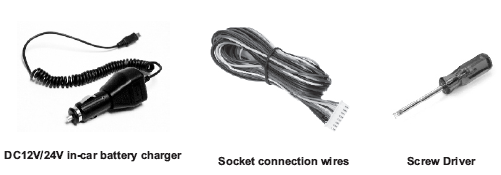 DC12V/24V in-car battery charger
Socket connection wires
Screw Driver